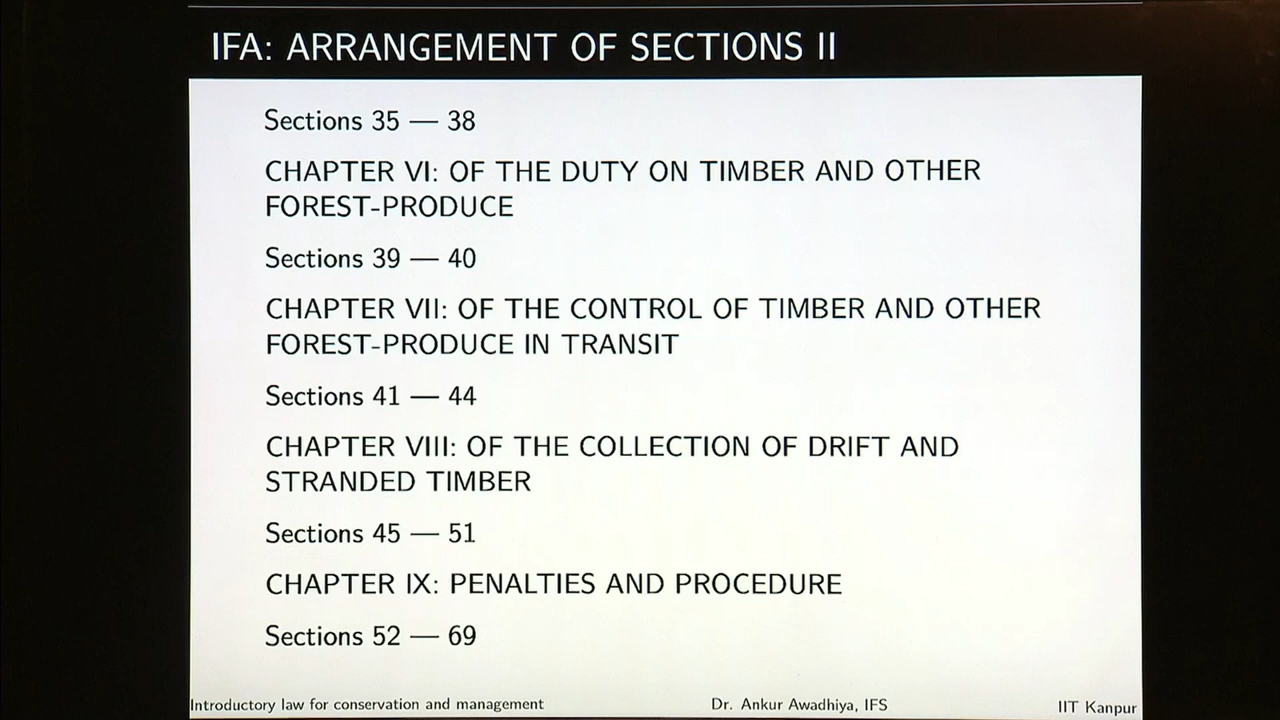 IFA: ARRANGEMENT OF SECTIONS II
Sections 35 — 38
CHAPTER VI: OF THE DUTY ON TIMBER AND OTHER
FOREST-PRODUCE
Sections 39 — 40
CHAPTER VII: OF THE CONTROL OF TIMBER AND OTHER
FOREST-PRODUCE IN TRANSIT
Sections 41 — 44
CHAPTER VIII: OF THE COLLECTION OF DRIFT AND
STRANDED TIMBER
Sections 45 — 51
CHAPTER IX: PENALTIES AND PROCEDURE
Sections 52 — 69
Introductory law for conservation and management Dr. Ankur Awadhiya, IFS IIT Kanpur